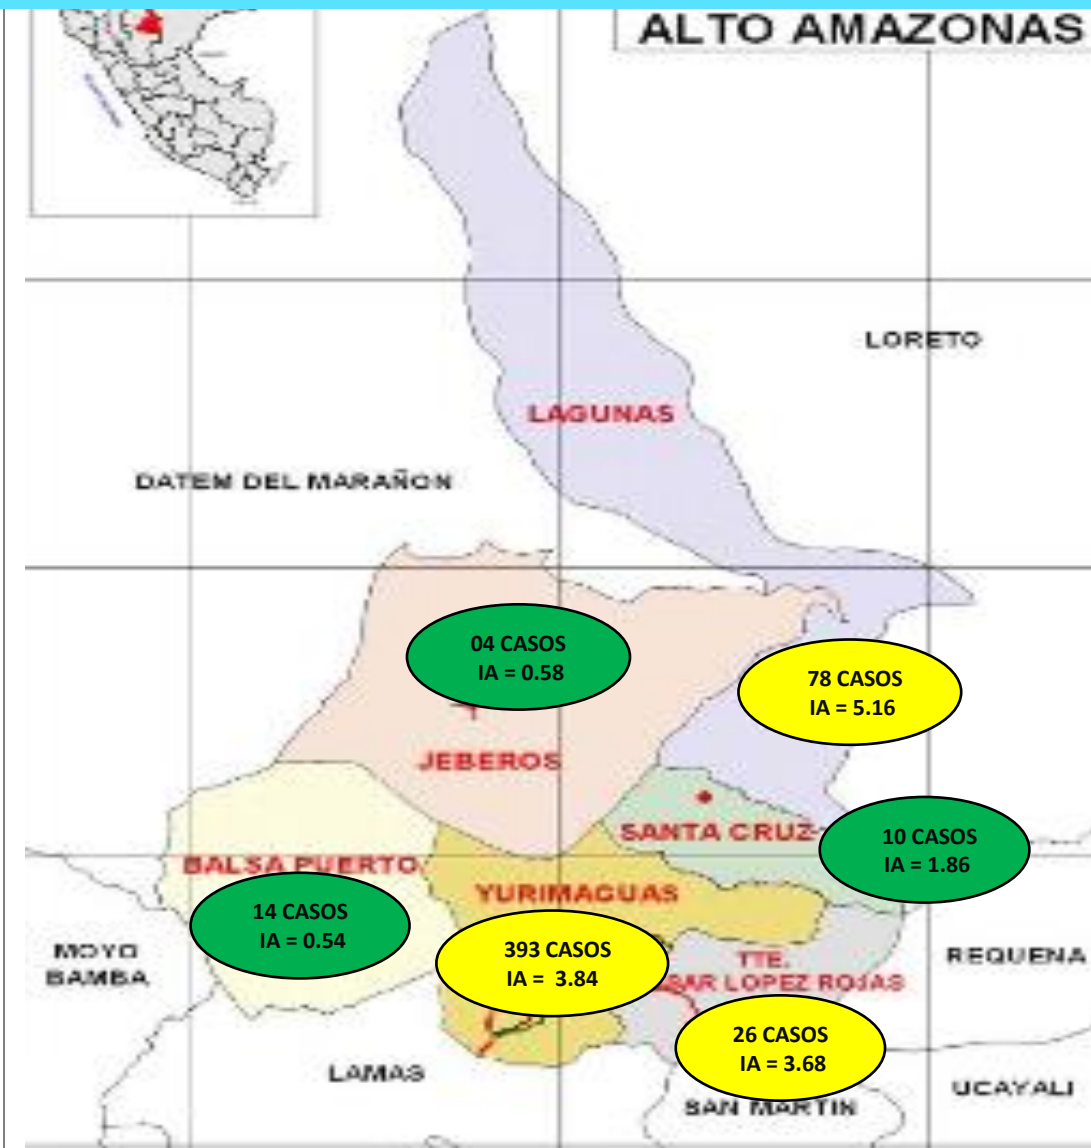 ALTO AMAZONAS
LORETO
LAGUNAS
DATEM DEL MARAÑON
04 CASOS
IA = 0.58
78 CASOS
IA = 5.16
JEBEROS
SANTA CRUZ
10 CASOS
IA = 1.86
BALSA PUERTO
YURIMAGUAS
14 CASOS
IA = 0.54
393 CASOS
IA = 3.84
MOYO
BAMBA
TTE.
SAR LOPEZ ROJAS
REQUENA
26 CASOS
IA = 3.68
LAMAS
SAN MARTIN
UCAYALI